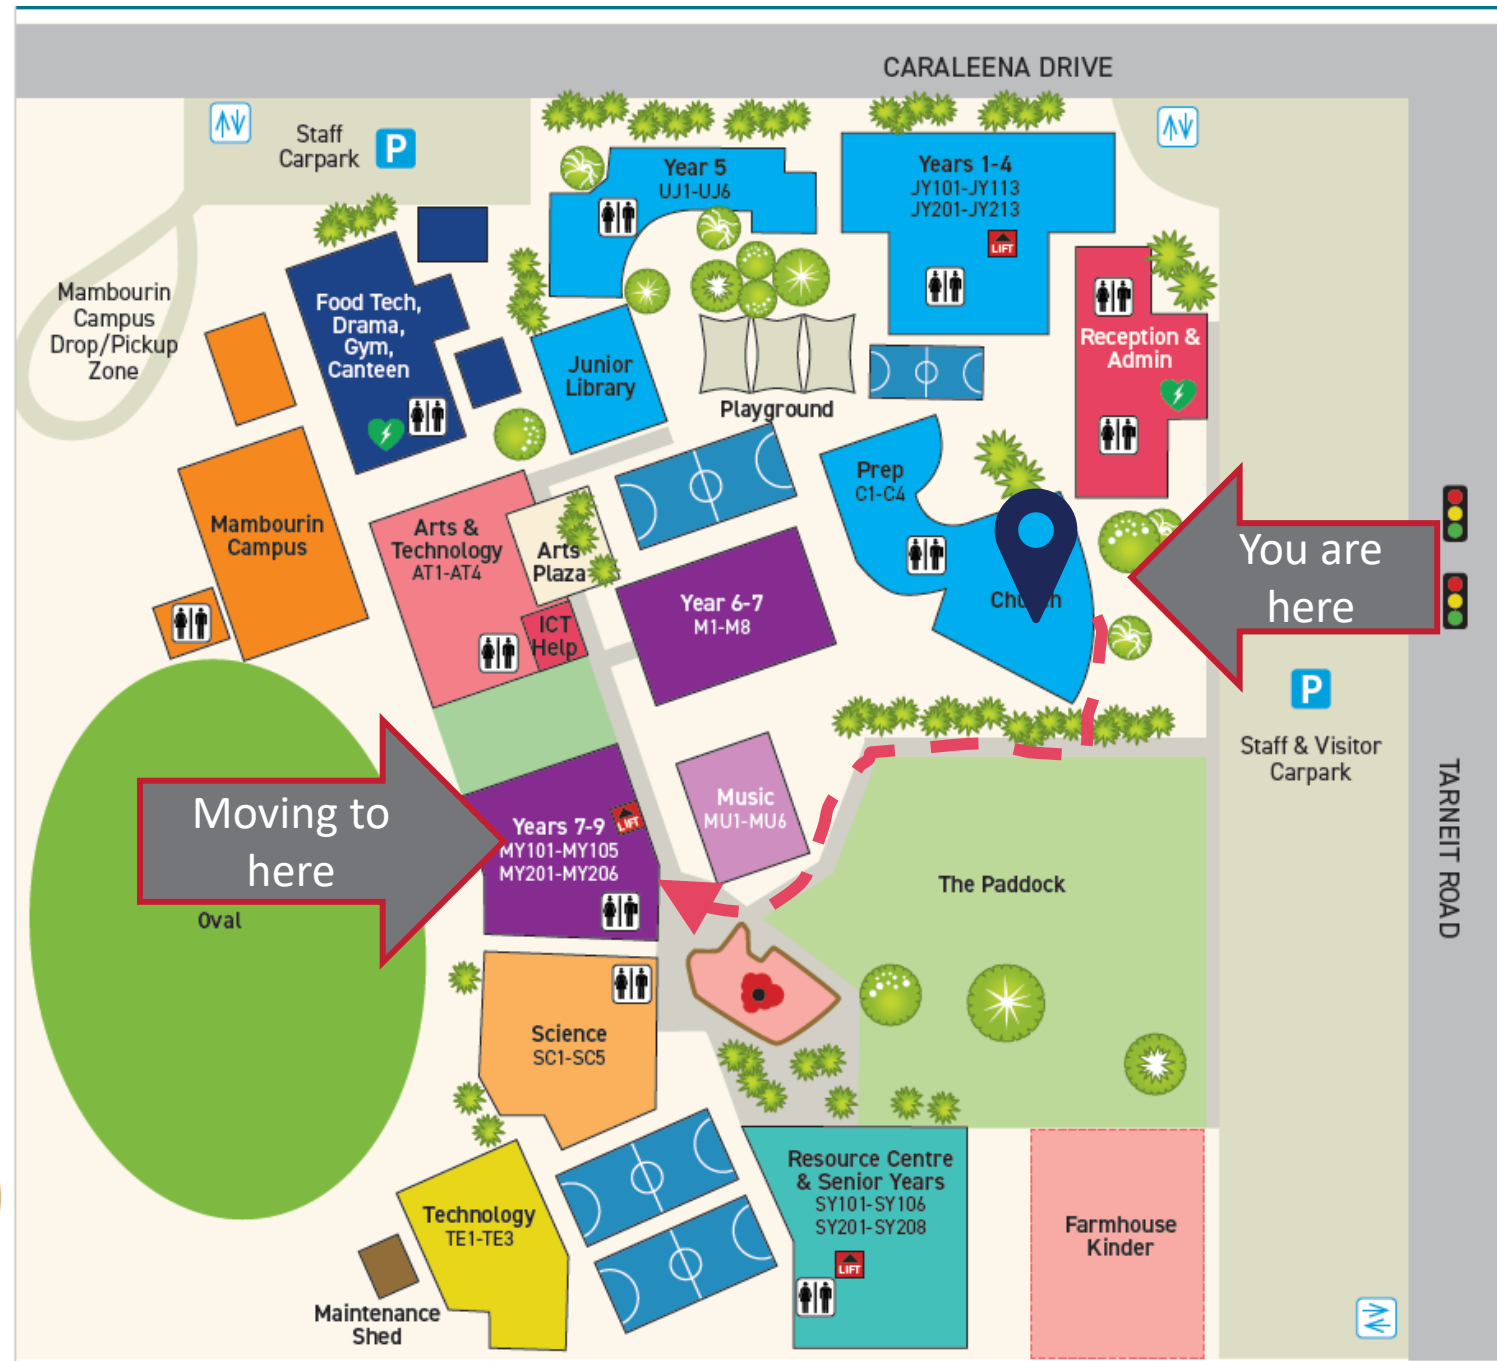 CARALEENA DRIVE
Staff
Carpark
P
Year 5
UJ1-UJ6
Years 1-4
JY101-JY113
JY201-JY213
LIFT
Mambourin
Campus
Drop/Pickup
Zone
Food Tech,
Drama,
Gym,
Canteen
Junior
Library
Playground
Reception &
Admin
Prep
C1-C4
Mambourin
Campus
Arts &
Technology
AT1-AT4
Arts
Plaza
ICT
Help
Year 6-7
M1-M8
Church
You are
here
P
Staff & Visitor
Carpark
TARNEIT ROAD
Moving to
here
Oval
Years 7-9
MY101-MY105
MY201-MY206
LIFT
Music
MU1-MU6
The Paddock
Science
SC1-SC5
Technology
TE1-TE3
Maintenance
Shed
Resource Centre
& Senior Years
SY101-SY106
SY201-SY208
LIFT
Farmhouse
Kinder